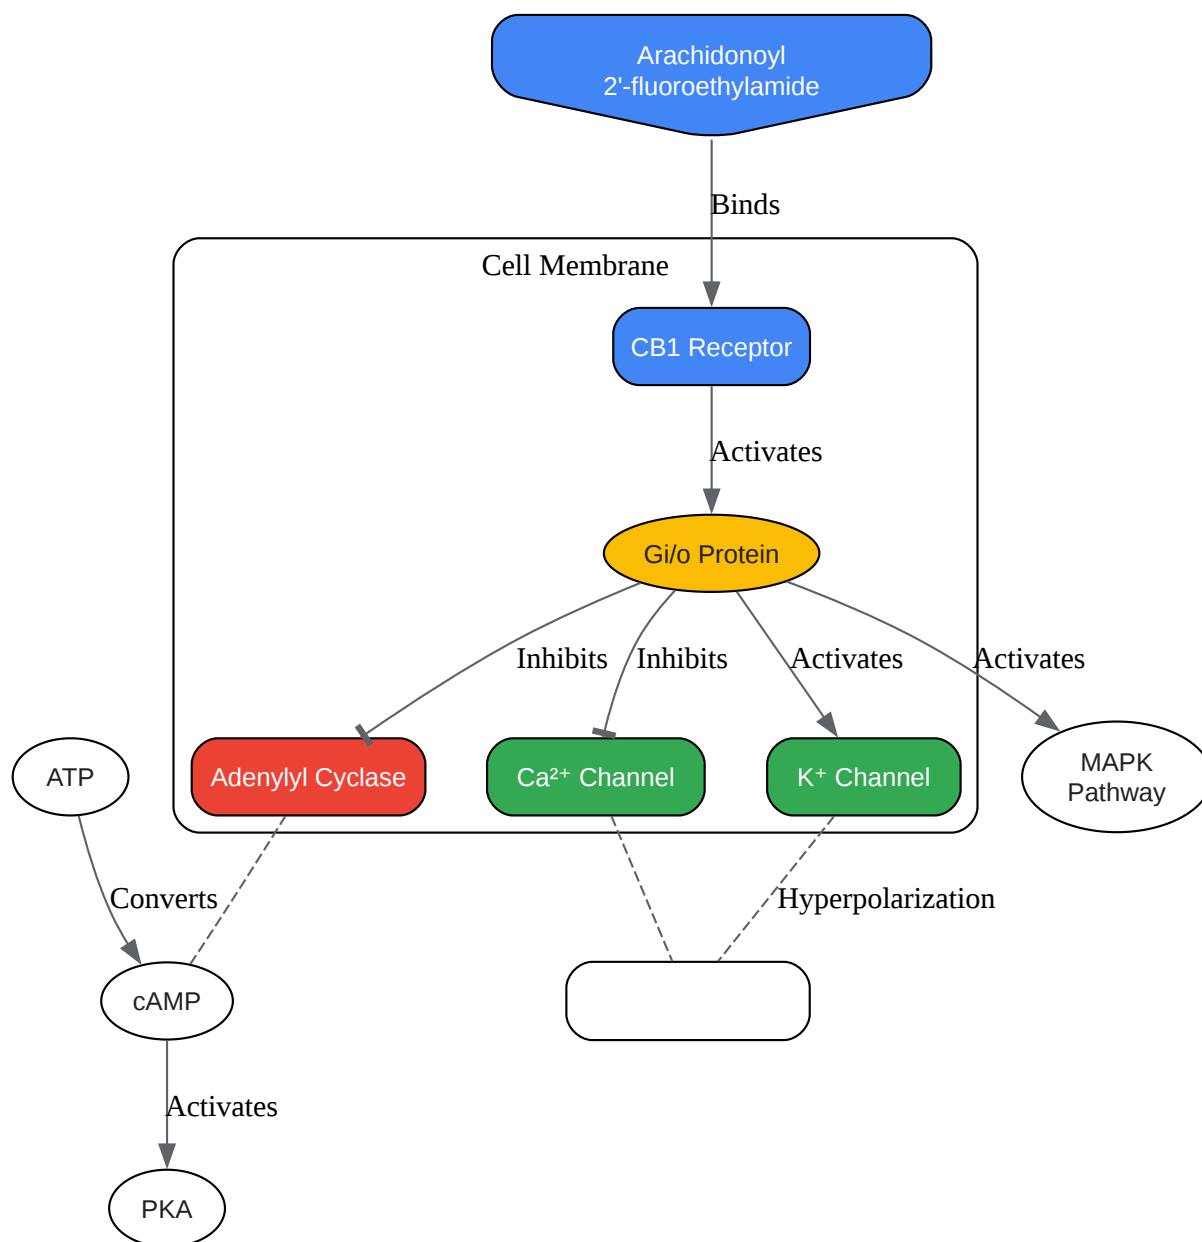 Arachidonoyl
2'-fluoroethylamide
Binds
Cell Membrane
CB1 Receptor
Activates
Gi/o Protein
Inhibits
Inhibits
Activates
Activates
ATP
Adenylyl Cyclase
Ca²⁺ Channel
K⁺ Channel
MAPK
Pathway
Converts
Hyperpolarization
cAMP
Activates
PKA